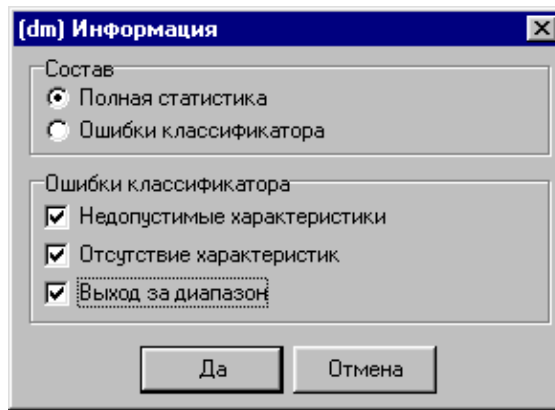 (dm) Информация
Состав
Полная статистика
Ошибки классификатора
Ошибки классификатора
Недопустимые характеристики
Отсутствие характеристик
Выход за диапазон
Да
Отмена